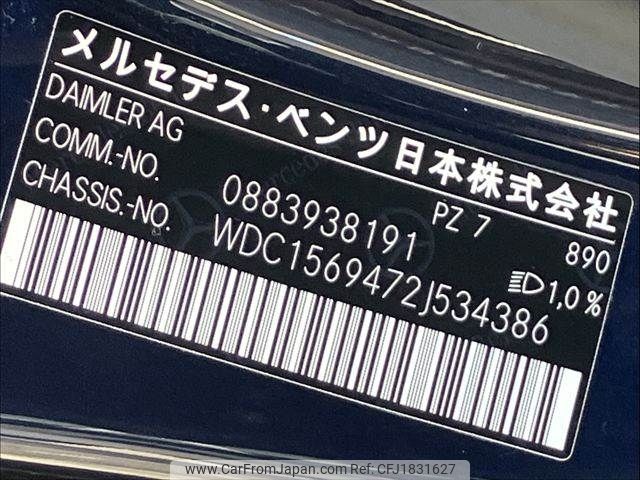 メルセデス・ベンツ日本株式会社
DAIMLER AG
COMM.-NO. 0883938191 PZ 7 890
CHASSIS.-NO. WDC1569472J534386 1,0%
www.CarFromJapan.com REF No. CFJ1831627